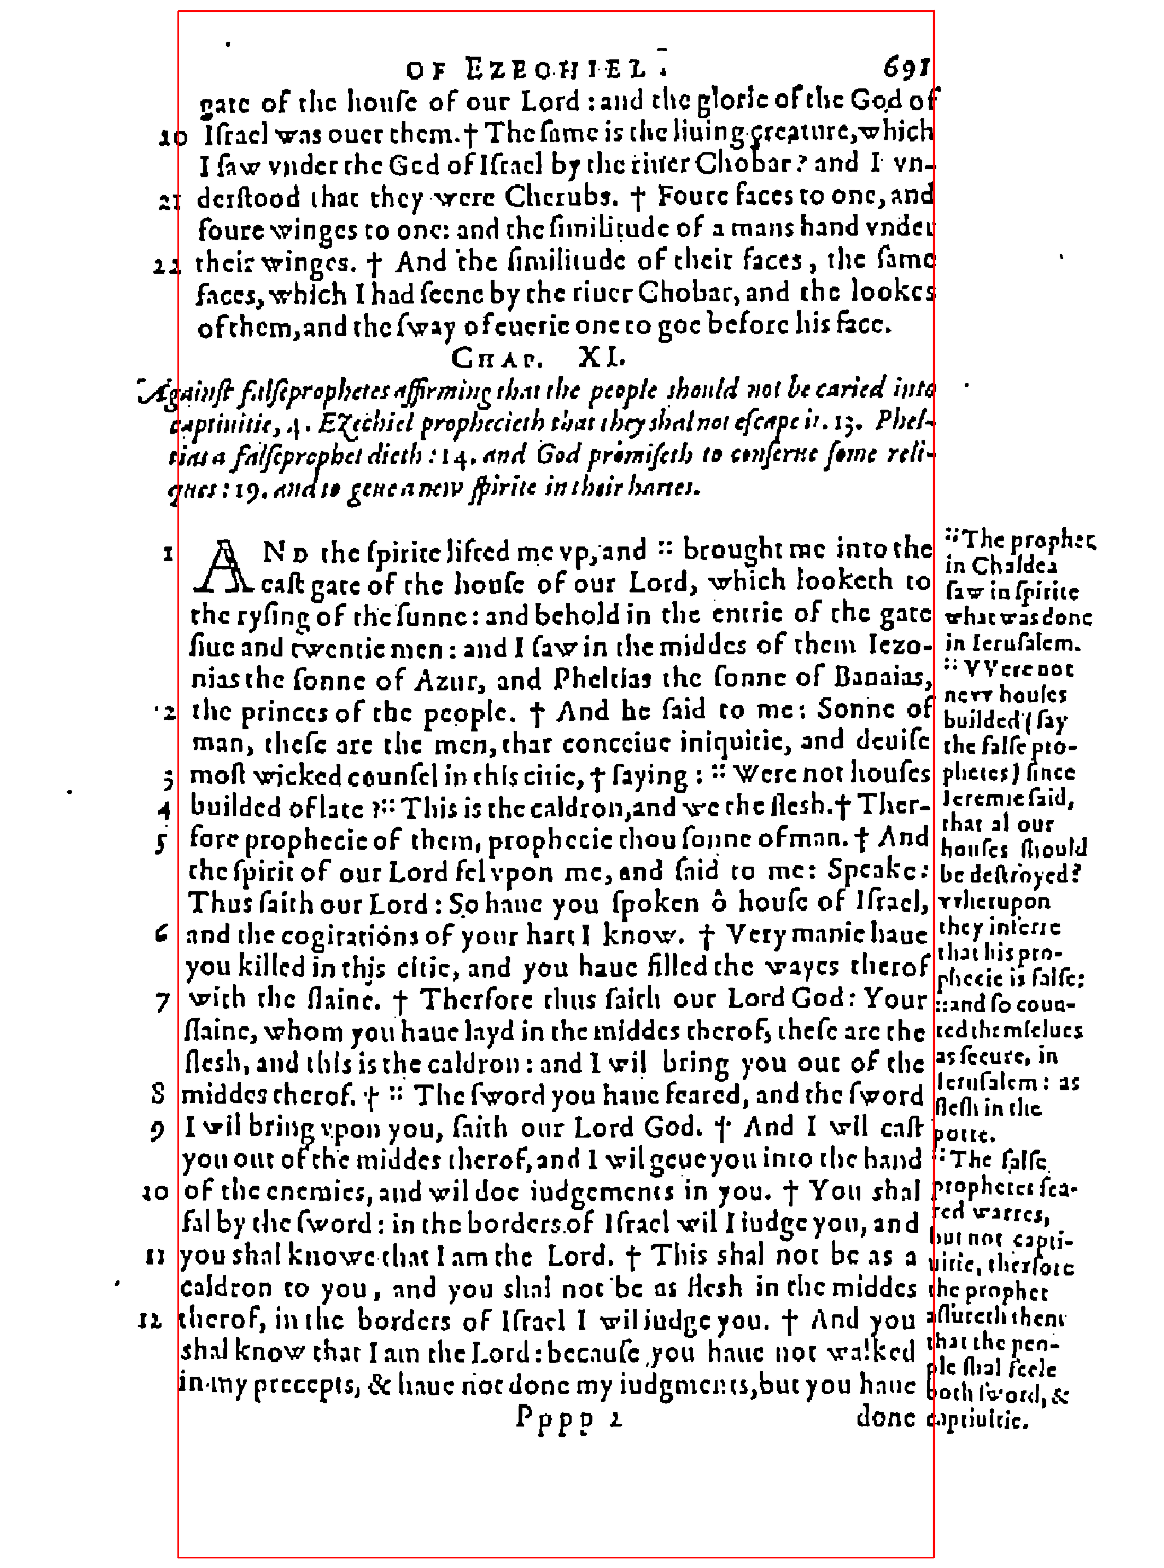 OF EZECHIEL. 691
gate of the houſe of our Lord : and the glorie of the God of
20 Iſrael was ouer them. † The ſame is the liuing creature, which
I ſaw vnder the God of Iſrael by the riuer Chobar? and I vn-
21 derſtood that they were Cherubs. † Foure faces to one, and
foure winges to one: and the ſimilitude of a mans hand vnder
22 their winges. † And the ſimilitude of their faces, the ſame
faces, which I had ſeene by the riuer Chobar, and the lookes
of them, and the ſway of euerie one to goe before his face.
CHAP. XI.
Againſt falſeprophetes affirming that the people should not be caried into
captiuitie, 4. Ezechiel prophecieth that they shal not eſcape it. 13. Phel-
tias a falſeprophet dieth : 14. and God promiſeth to conſerue ſome reli-
ques : 19. and to geue a new ſpirite in their hartes.
1 AND the ſpirite lifted me vp, and :: brought me into the
eaſt gate of the houſe of our Lord, which looketh to
the ryſing of the ſunne: and behold in the entrie of the gate
fiue and twentie men: and I ſaw in the middes of them Iezo-
nias the ſonne of Azur, and Pheltias the ſonne of Banaias,
2 the princes of the people. † And he ſaid to me: Sonne of
man, theſe are the men, that conceiue iniquitie, and deuiſe
3 moſt wicked counſel in this citie, † ſaying : :: Were not houſes
4 builded of late? :: This is the caldron, and we the flesh. † Ther-
5 fore prophecie of them, prophecie thou ſonne of man. † And
the ſpirit of our Lord fel vpon me, and ſaid to me: Speake:
Thus ſaith our Lord : So haue you ſpoken ô houſe of Iſrael,
6 and the cogitations of your hart I know. † Very manie haue
you killed in this citie, and you haue filled the wayes therof
7 with the ſlaine. † Therfore thus ſaith our Lord God: Your
ſlaine, whom you haue layd in the middes therof, theſe are the
flesh, and this is the caldron: and I wil bring you out of the
8 middes therof. † :: The ſword you haue feared, and the ſword
9 I wil bring vpon you, ſaith our Lord God. † And I wil caſt
you out of the middes therof, and I wil geue you into the hand
10 of the enemies, and wil doe iudgements in you. † You shal
fal by the ſword: in the borders of Iſrael wil I iudge you, and
11 you shal knowe that I am the Lord. † This shal not be as a
caldron to you, and you shal not be as flesh in the middes
12 therof, in the borders of Iſrael I wil iudge you. † And you
shal know that I am the Lord: becauſe you haue not walked
in my precepts, & haue not done my iudgments, but you haue
Pppp 2 done
:: The prophet
in Chaldea
ſaw in ſpirite
what was done
in Ieruſalem.
:: VVere not
nevv houſes
builded (ſay
the falſe pro-
phetes) ſince
Ieremie ſaid,
that al our
houſes should
be deſtroyed?
vvherupon
they inferre
that his pro-
phecie is falſe:
:: and ſo coun-
ted themſelues
as ſecure, in
Ieruſalem: as
flesh in the
potte.
:: The falſe
prophetes fea-
red warres,
but not capti-
uitie, therfore
the prophet
aſſureth them
that the peo-
ple shal feele
both ſword, &
captiuitie.